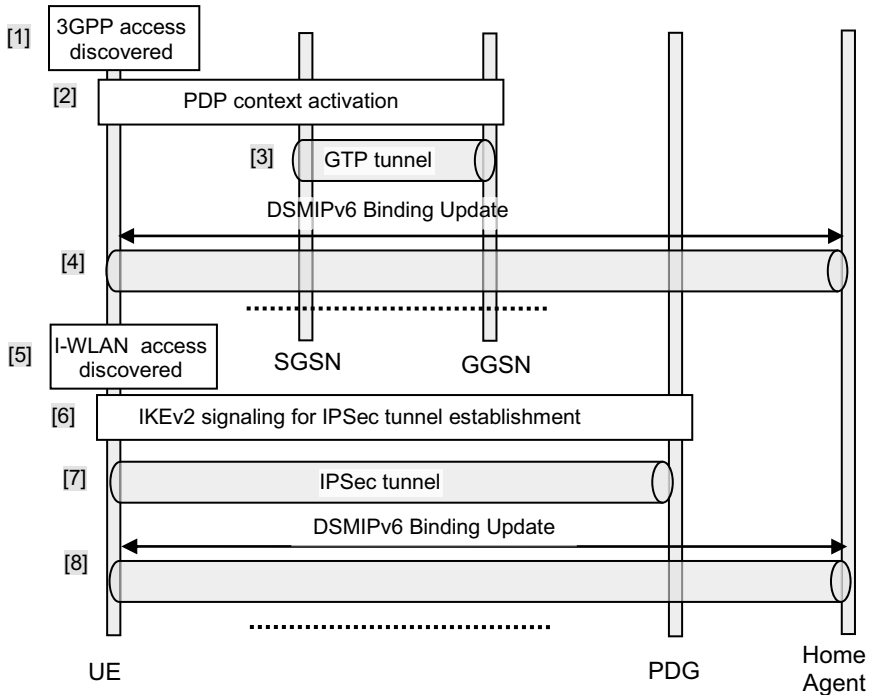 [1]
3GPP access
discovered
[2]
PDP context activation
[3]
GTP tunnel
DSMIPv6 Binding Update
[4]
[5]
I-WLAN access
discovered
SGSN
GGSN
[6]
IKEv2 signaling for IPSec tunnel establishment
[7]
IPSec tunnel
DSMIPv6 Binding Update
[8]
UE
PDG
Home
Agent